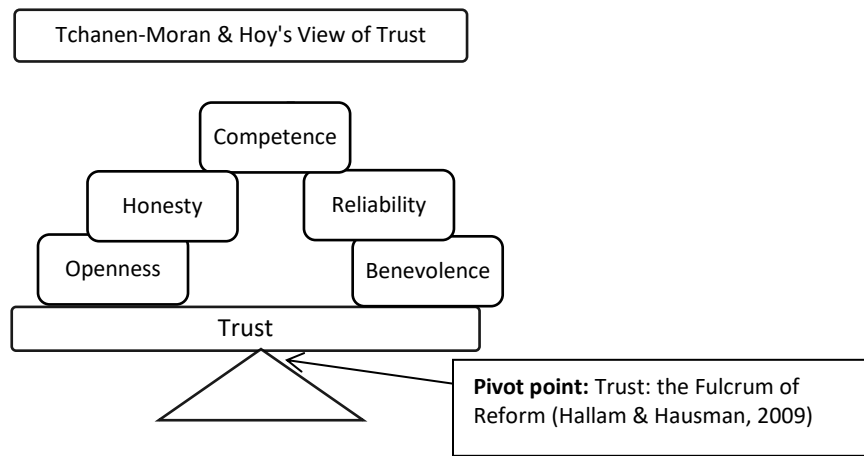 Tchanen-Moran & Hoy's View of Trust
Competence
Honesty
Reliability
Openness
Benevolence
Trust
Pivot point: Trust: the Fulcrum of
Reform (Hallam & Hausman, 2009)